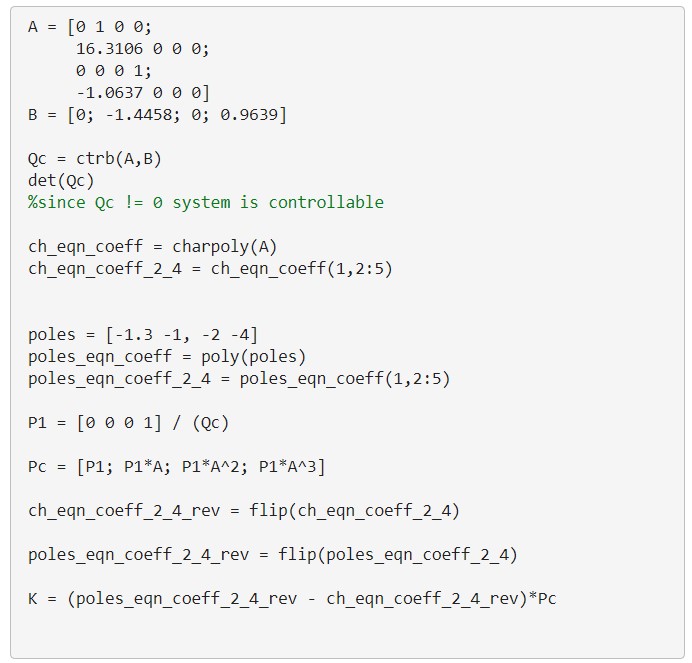 A = [0 1 0 0;
16.3106 0 0 0;
0 0 0 1;
-1.0637 0 0 0]
B = [0; -1.4458; 0; 0.9639]
Qc = ctrb(A,B)
det(Qc)
%since Qc != 0 system is controllable
ch_eqn_coeff = charpoly(A)
ch_eqn_coeff_2_4 = ch_eqn_coeff(1,2:5)
poles = [-1.3 -1, -2 -4]
poles_eqn_coeff = poly(poles)
poles_eqn_coeff_2_4 = poles_eqn_coeff(1,2:5)
P1 = [0 0 0 1] / (Qc)
Pc = [P1; P1*A; P1*A^2; P1*A^3]
ch_eqn_coeff_2_4_rev = flip(ch_eqn_coeff_2_4)
poles_eqn_coeff_2_4_rev = flip(poles_eqn_coeff_2_4)
K = (poles_eqn_coeff_2_4_rev - ch_eqn_coeff_2_4_rev)*Pc